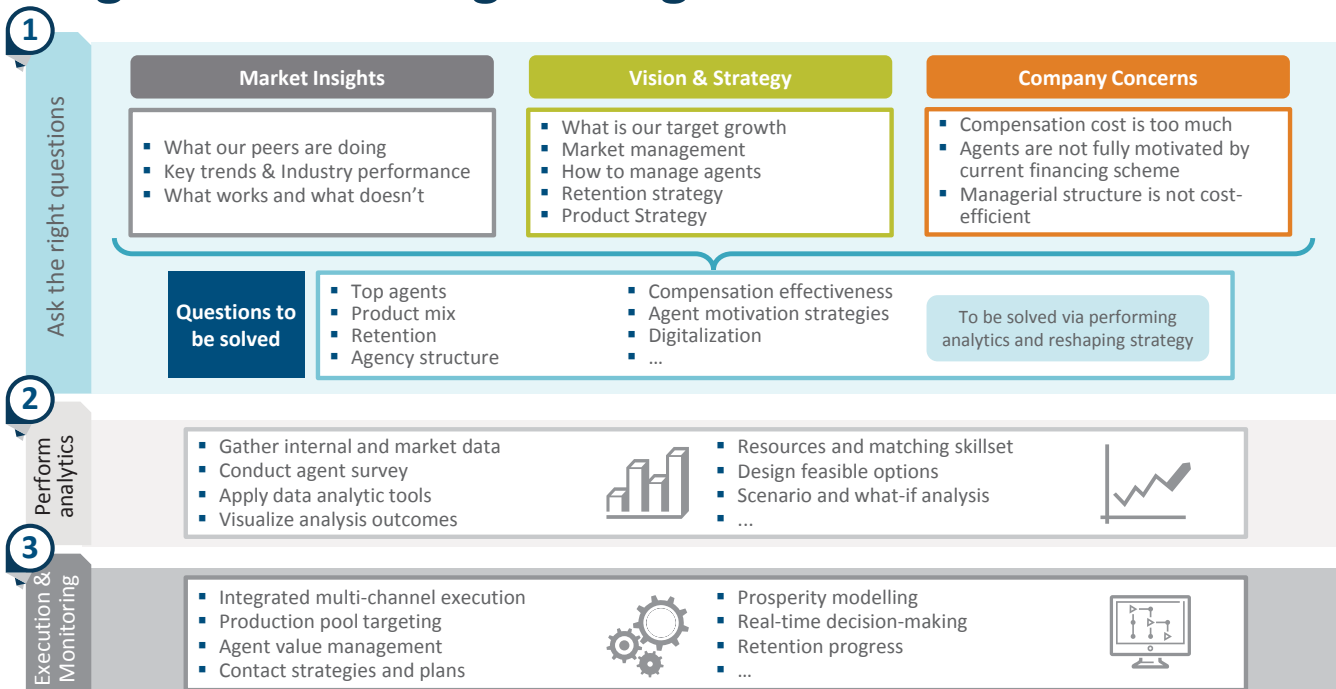 1
Ask the right questions
Market Insights
What our peers are doing
Key trends & Industry performance
What works and what doesn't
Vision & Strategy
What is our target growth
Market management
How to manage agents
Retention strategy
Product Strategy
Company Concerns
Compensation cost is too much
Agents are not fully motivated by
current financing scheme
Managerial structure is not cost-
efficient
Questions to
be solved
Top agents
Product mix
Retention
Agency structure
Compensation effectiveness
Agent motivation strategies
Digitalization
...
To be solved via performing
analytics and reshaping strategy
2
Perform
analytics
Gather internal and market data
Conduct agent survey
Apply data analytic tools
Visualize analysis outcomes
Resources and matching skillset
Design feasible options
Scenario and what-if analysis
...
3
Execution &
Monitoring
Integrated multi-channel execution
Production pool targeting
Agent value management
Contact strategies and plans
Prosperity modelling
Real-time decision-making
Retention progress
...